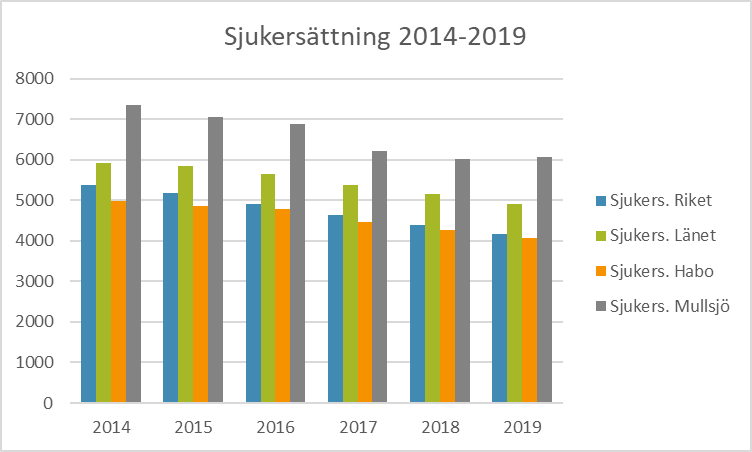 Sjukersättning 2014-2019
8000
7000
6000
5000
4000
3000
2000
1000
0
2014 2015 2016 2017 2018 2019
Sjukers. Riket
Sjukers. Länet
Sjukers. Habo
Sjukers. Mullsjö